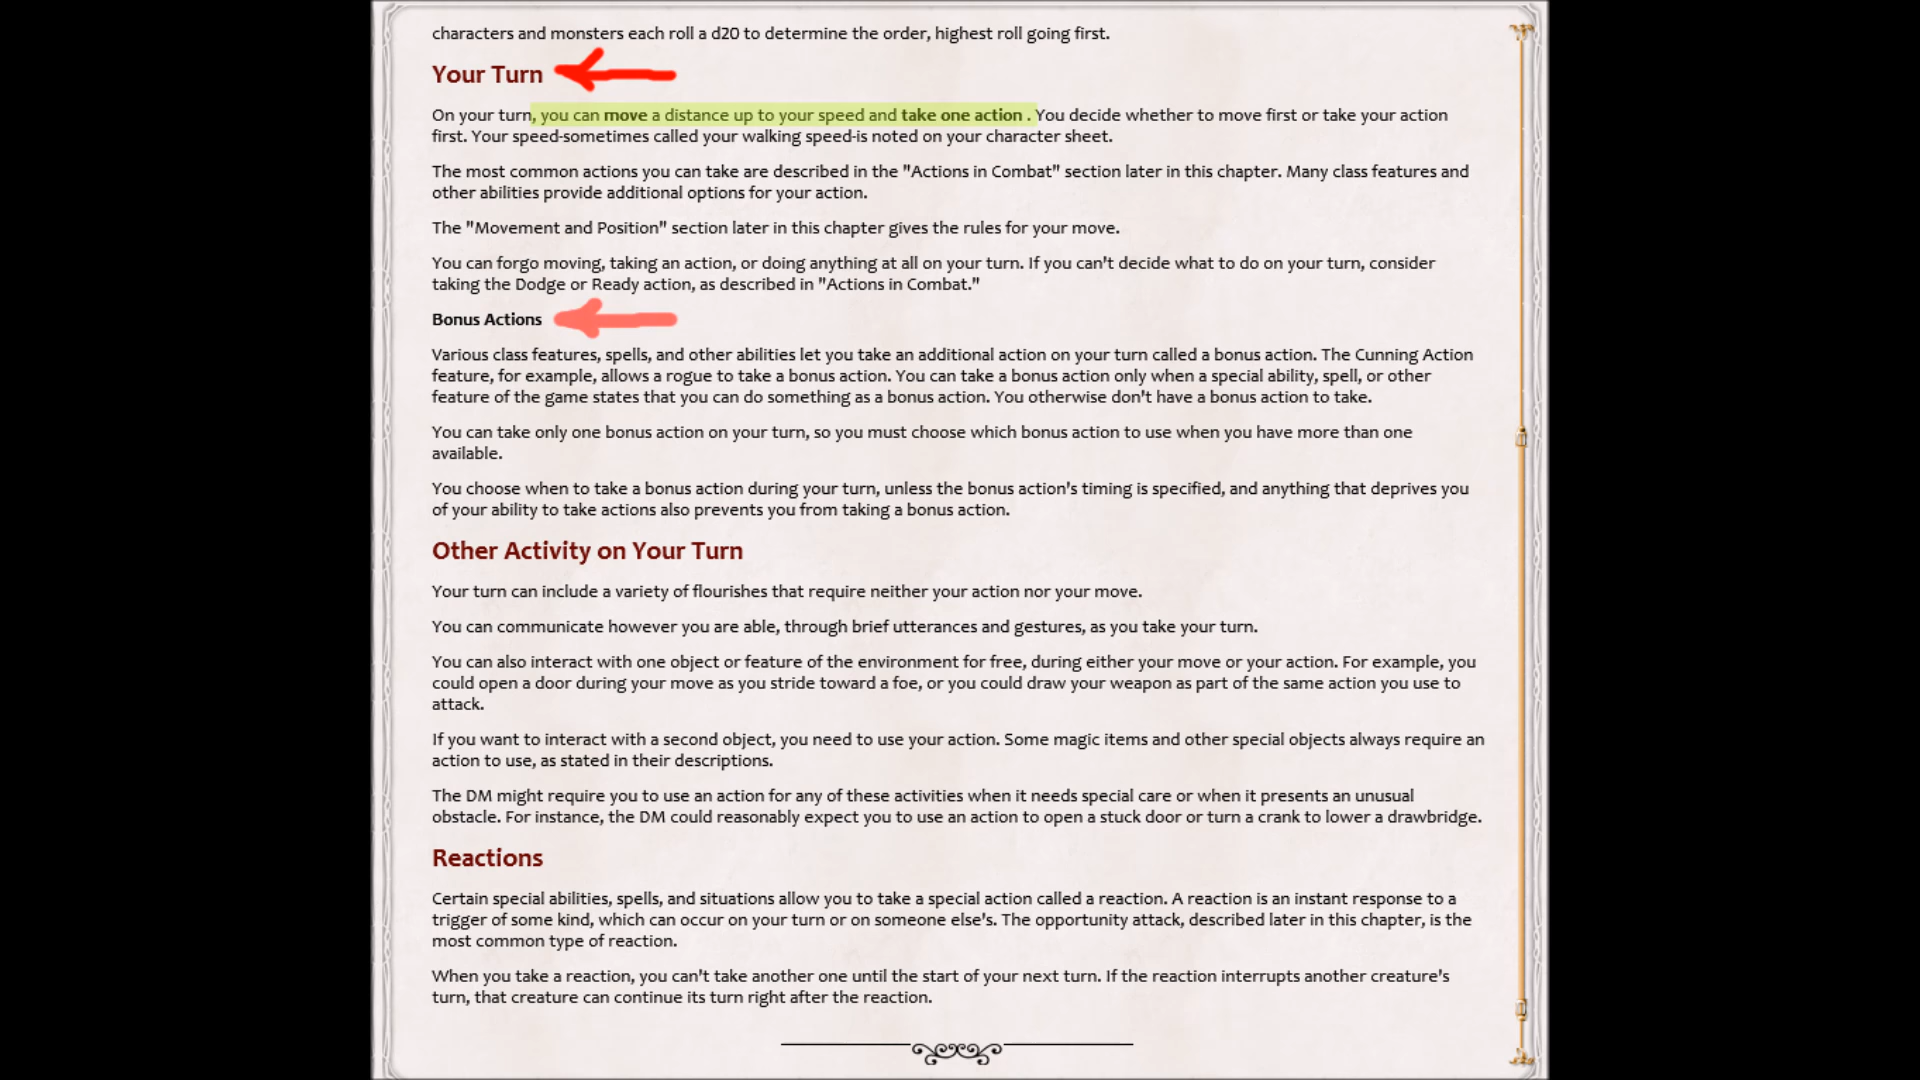 characters and monsters each roll a d20 to determine the order, highest roll going first.
Your Turn
On your turn, you can move a distance up to your speed and take one action . You decide whether to move first or take your action
first. Your speed-sometimes called your walking speed-is noted on your character sheet.
The most common actions you can take are described in the "Actions in Combat" section later in this chapter. Many class features and
other abilities provide additional options for your action.
The "Movement and Position" section later in this chapter gives the rules for your move.
You can forgo moving, taking an action, or doing anything at all on your turn. If you can't decide what to do on your turn, consider
taking the Dodge or Ready action, as described in "Actions in Combat."
Bonus Actions
Various class features, spells, and other abilities let you take an additional action on your turn called a bonus action. The Cunning Action
feature, for example, allows a rogue to take a bonus action. You can take a bonus action only when a special ability, spell, or other
feature of the game states that you can do something as a bonus action. You otherwise don't have a bonus action to take.
You can take only one bonus action on your turn, so you must choose which bonus action to use when you have more than one
available.
You choose when to take a bonus action during your turn, unless the bonus action's timing is specified, and anything that deprives you
of your ability to take actions also prevents you from taking a bonus action.
Other Activity on Your Turn
Your turn can include a variety of flourishes that require neither your action nor your move.
You can communicate however you are able, through brief utterances and gestures, as you take your turn.
You can also interact with one object or feature of the environment for free, during either your move or your action. For example, you
could open a door during your move as you stride toward a foe, or you could draw your weapon as part of the same action you use to
attack.
If you want to interact with a second object, you need to use your action. Some magic items and other special objects always require an
action to use, as stated in their descriptions.
The DM might require you to use an action for any of these activities when it needs special care or when it presents an unusual
obstacle. For instance, the DM could reasonably expect you to use an action to open a stuck door or turn a crank to lower a drawbridge.
Reactions
Certain special abilities, spells, and situations allow you to take a special action called a reaction. A reaction is an instant response to a
trigger of some kind, which can occur on your turn or on someone else's. The opportunity attack, described later in this chapter, is the
most common type of reaction.
When you take a reaction, you can't take another one until the start of your next turn. If the reaction interrupts another creature's
turn, that creature can continue its turn right after the reaction.